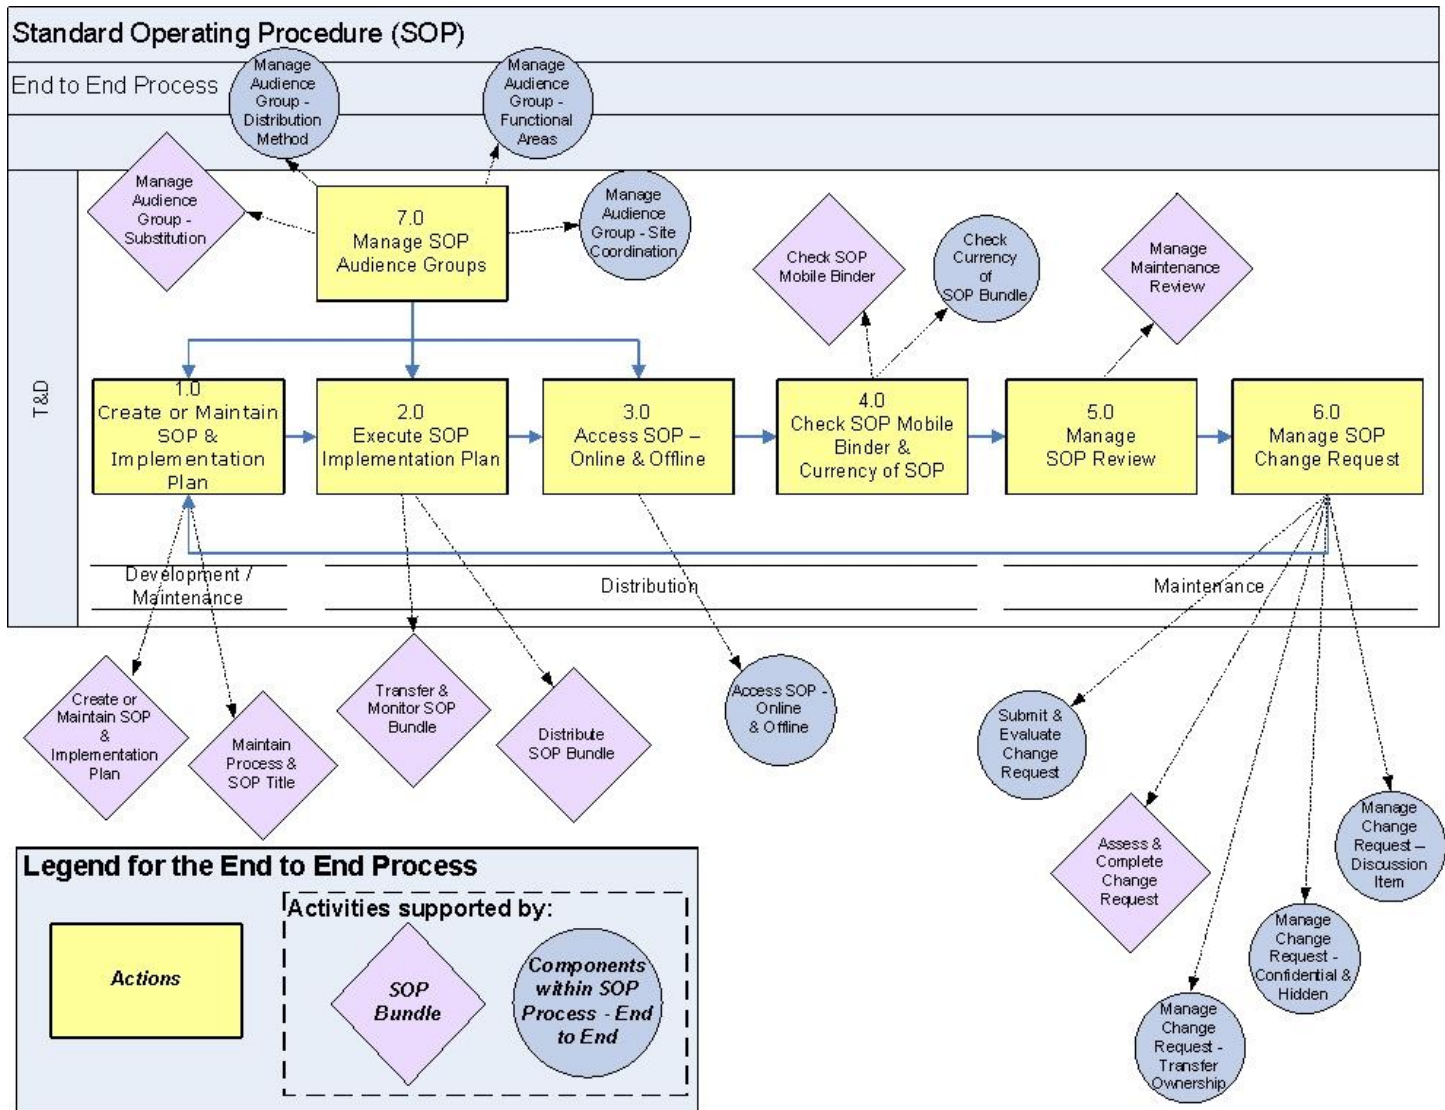 Standard Operating Procedure (SOP)
End to End Process
Manage
Audience
Group -
Distribution
Method
Manage
Audience
Group -
Functional
Areas
Manage
Audience
Group -
Substitution
7.0
Manage SOP
Audience Groups
Manage
Audience
Group - Site
Coordination
Check SOP
Mobile Binder
Check
Currency
of
SOP Bundle
Manage
Maintenance
Review
T&D
1.0
Create or Maintain
SOP &
Implementation
Plan
2.0
Execute SOP
Implementation Plan
3.0
Access SOP –
Online & Offline
4.0
Check SOP Mobile
Binder &
Currency of SOP
5.0
Manage
SOP Review
6.0
Manage SOP
Change Request
Development /
Maintenance
Distribution
Maintenance
Create or
Maintain SOP
&
Implementation
Plan
Maintain
Process &
SOP Title
Transfer &
Monitor SOP
Bundle
Distribute
SOP Bundle
Access SOP -
Online
& Offline
Submit &
Evaluate
Change
Request
Assess &
Complete
Change
Request
Manage
Change
Request -
Transfer
Ownership
Manage
Change
Request -
Confidential &
Hidden
Manage
Change
Request –
Discussion
Item
Legend for the End to End Process
Actions
Activities supported by:
SOP
Bundle
Components
within SOP
Process - End
to End